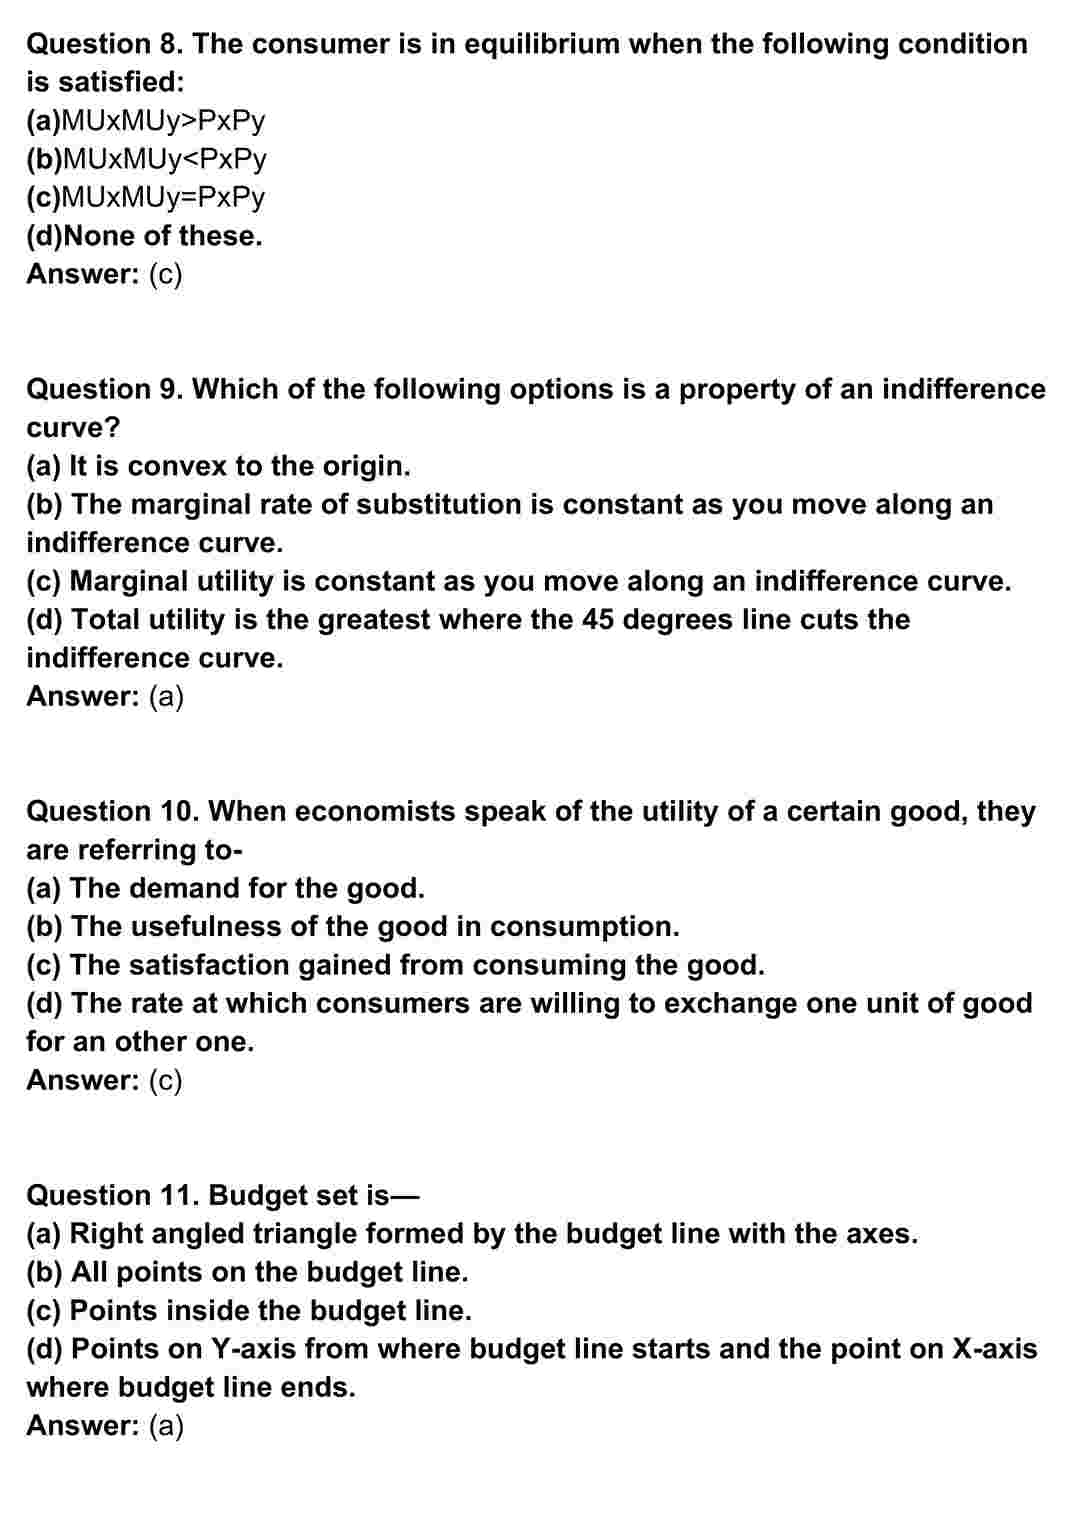 Question 8. The consumer is in equilibrium when the following condition
is satisfied:
(a)MUxMUy>PxPy
(b)MUxMUy<PxPy
(c)MUxMUy=PxPy
(d)None of these.
Answer: (c)
Question 9. Which of the following options is a property of an indifference
curve?
(a) It is convex to the origin.
(b) The marginal rate of substitution is constant as you move along an
indifference curve.
(c) Marginal utility is constant as you move along an indifference curve.
(d) Total utility is the greatest where the 45 degrees line cuts the
indifference curve.
Answer: (a)
Question 10. When economists speak of the utility of a certain good, they
are referring to-
(a) The demand for the good.
(b) The usefulness of the good in consumption.
(c) The satisfaction gained from consuming the good.
(d) The rate at which consumers are willing to exchange one unit of good
for an other one.
Answer: (c)
Question 11. Budget set is—
(a) Right angled triangle formed by the budget line with the axes.
(b) All points on the budget line.
(c) Points inside the budget line.
(d) Points on Y-axis from where budget line starts and the point on X-axis
where budget line ends.
Answer: (a)